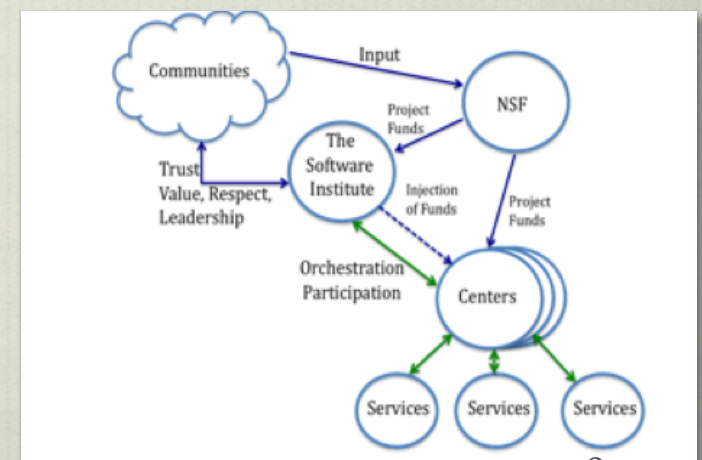 Communities
Input
NSF
Project
Funds
The
Software
Institute
Trust
Value, Respect,
Leadership
Injection
of Funds
Project
Funds
Orchestration
Participation
Centers
Services
Services
Services